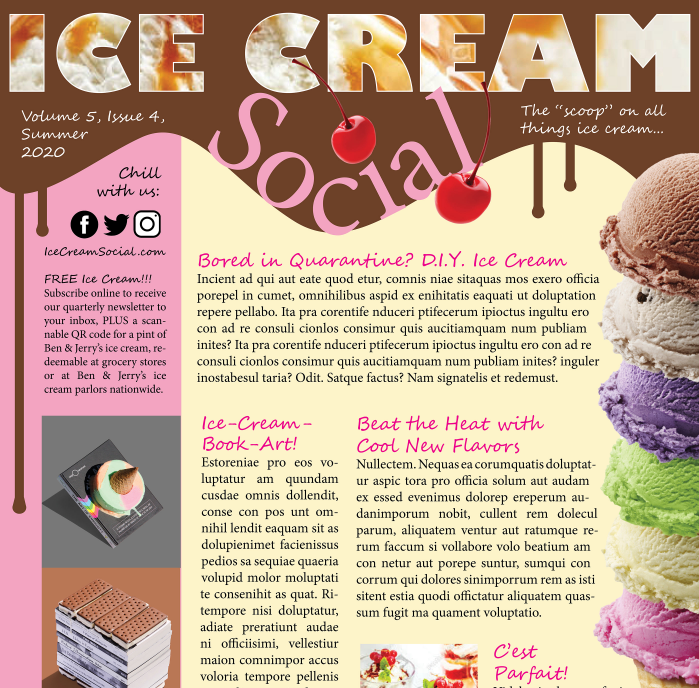 ICE CREAM
Social
Volume 5, Issue 4,
Summer
2020
The "scoop" on all
things ice cream...
Chill
with us:
IceCreamSocial.com
FREE Ice Cream!!!
Subscribe online to receive
our quarterly newsletter to
your inbox, PLUS a scan-
nable QR code for a pint of
Ben & Jerry's ice cream, re-
deemable at grocery stores
or at Ben & Jerry's ice
cream parlors nationwide.
Bored in Quarantine? D.I.Y. Ice Cream
Incient ad qui aut eate quod etur, comnis niae sitaquas mos exero officia
porepel in cumet, omnihilibus aspid ex enihitatis eaquati ut doluptation
repere pellabo. Ita pra corentife nduceri ptifecerum ipioctus ingultu ero
con ad re consuli cionlos consimur quis aucitiamquam num publiam
inites? Ita pra corentife nduceri ptifecerum ipioctus ingultu ero con ad re
consuli cionlos consimur quis aucitiamquam num publiam inites? inguler
inostabesul taria? Odit. Satque factus? Nam signatelis et redemust.
Ice-Cream-
Book-Art!
Estoreniae pro eos vo-
luptatur am quundam
cusdae omnis dollendit,
conse con pos unt om-
nihil lendit eaquam sit as
dolupienimet facienissus
pedios sa sequiae quaeria
volupid molor moluptati
te consenihit as quat. Ri-
tempore nisi doluptatur,
adiate preratiunt audae
ni officiisimi, vellestiur
maion comnimpor accus
voloria tempore pellenis
Beat the Heat with
Cool New Flavors
Nullectem. Nequas ea corumquatis doluptat-
ur aspic tora pro officia solum aut audam
ex essed evenimus dolorep ereperum au-
danimporum nobit, cullent rem dolecul
parum, aliquatem ventur aut ratumque re-
rum faccum si vollabore volo beatium am
con netur aut porepe suntur, sumqui con
corrum qui dolores sinimporrum rem as isti
sitent estia quodi offictatur aliquatem quas-
sum fugit ma quament voluptatio.
C'est
Parfait!